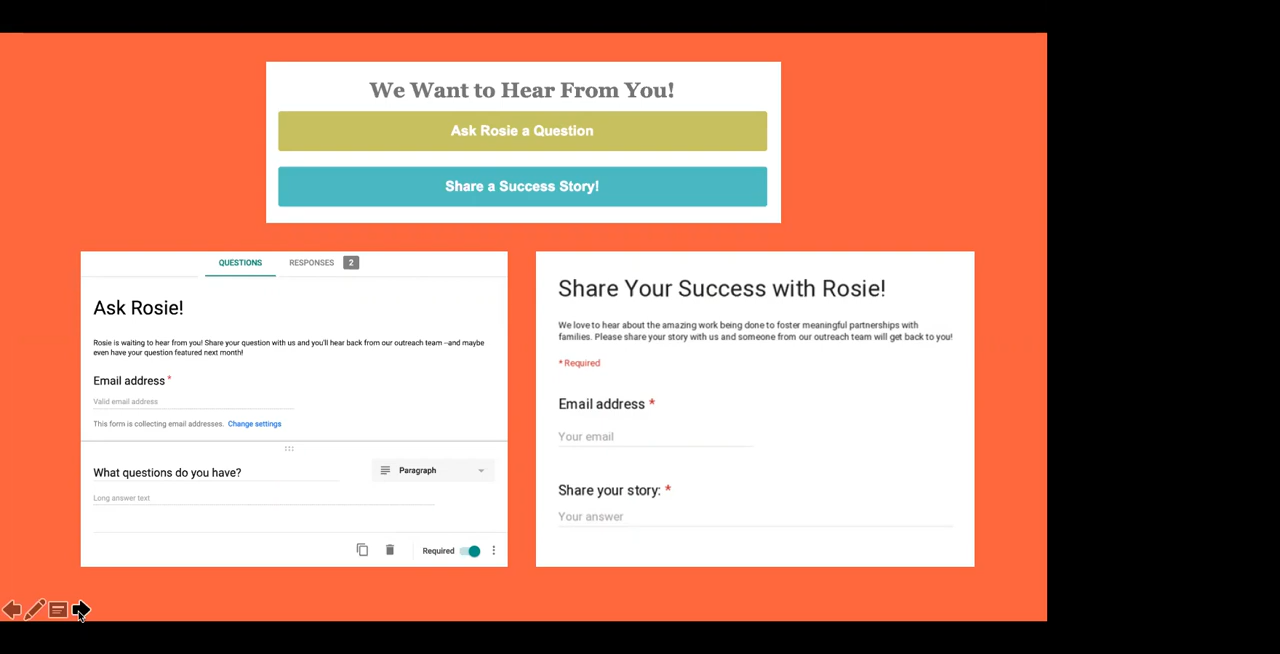 We Want to Hear From You!
Ask Rosie a Question
Share a Success Story!
QUESTIONS RESPONSES 2
Ask Rosie!
Rosie is waiting to hear from you! Share your question with us and you'll hear back from our outreach team –and maybe
even have your question featured next month!
Email address *
Valid email address
This form is collecting email addresses. Change settings
What questions do you have?
Paragraph
Long answer text
Required
Share Your Success with Rosie!
We love to hear about the amazing work being done to foster meaningful partnerships with
families. Please share your story with us and someone from our outreach team will get back to you!
* Required
Email address *
Your email
Share your story: *
Your answer